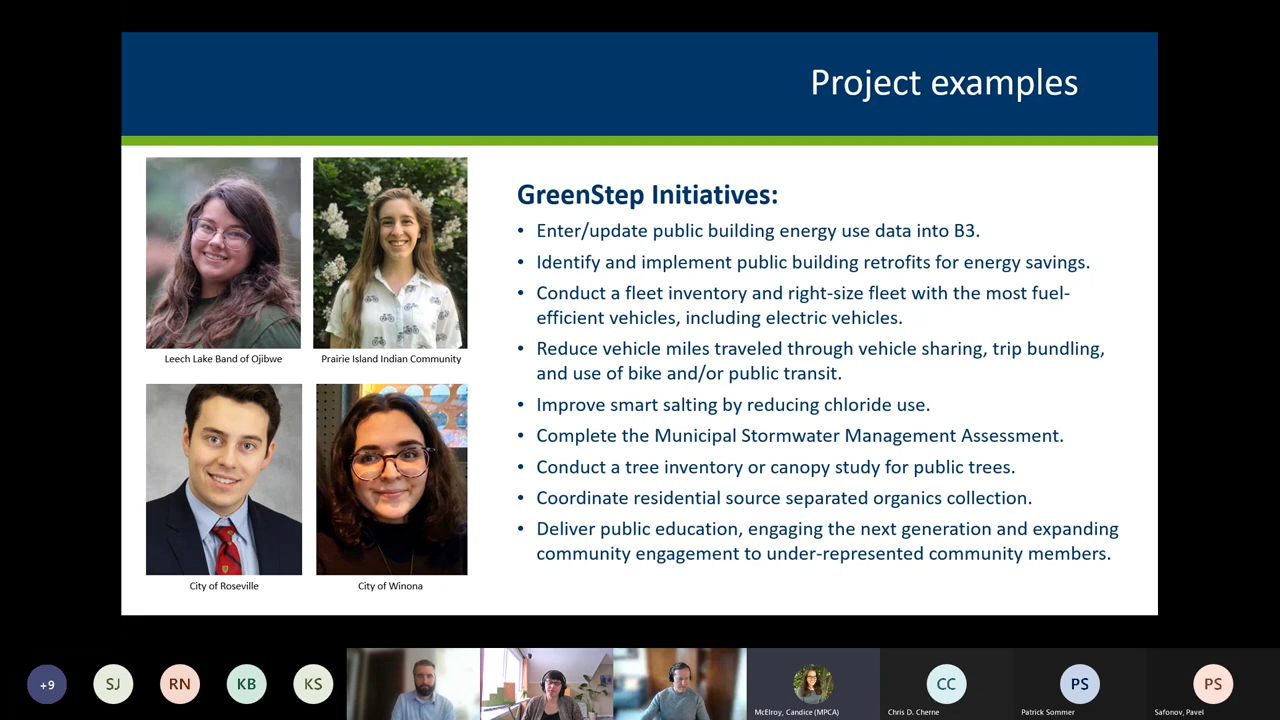 Project examples
Leech Lake Band of Ojibwe
Prairie Island Indian Community
City of Roseville
City of Winona
GreenStep Initiatives:
• Enter/update public building energy use data into B3.
• Identify and implement public building retrofits for energy savings.
• Conduct a fleet inventory and right-size fleet with the most fuel-
efficient vehicles, including electric vehicles.
• Reduce vehicle miles traveled through vehicle sharing, trip bundling,
and use of bike and/or public transit.
• Improve smart salting by reducing chloride use.
• Complete the Municipal Stormwater Management Assessment.
• Conduct a tree inventory or canopy study for public trees.
• Coordinate residential source separated organics collection.
• Deliver public education, engaging the next generation and expanding
community engagement to under-represented community members.
+9
SJ
RN
KB
KS
McElroy, Candice (MPCA)
CC
Chris D. Cherne
PS
Patrick Sommer
PS
Safonov, Pavel